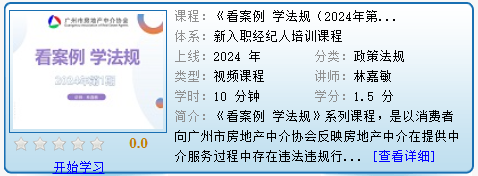 广州市房地产中介协会
看案例 学法规
2024年第1期
0.0
开始学习
课程：《看案例 学法规（2024年第...
体系：新入职经纪人培训课程
上线：2024 年 分类：政策法规
类型：视频课程 讲师：林嘉敏
学时：10 分钟 学分：1.5 分
简介：《看案例 学法规》系列课程，是以消费者
向广州市房地产中介协会反映房地产中介在提供中
介服务过程中存在违法违规行... [查看详细]